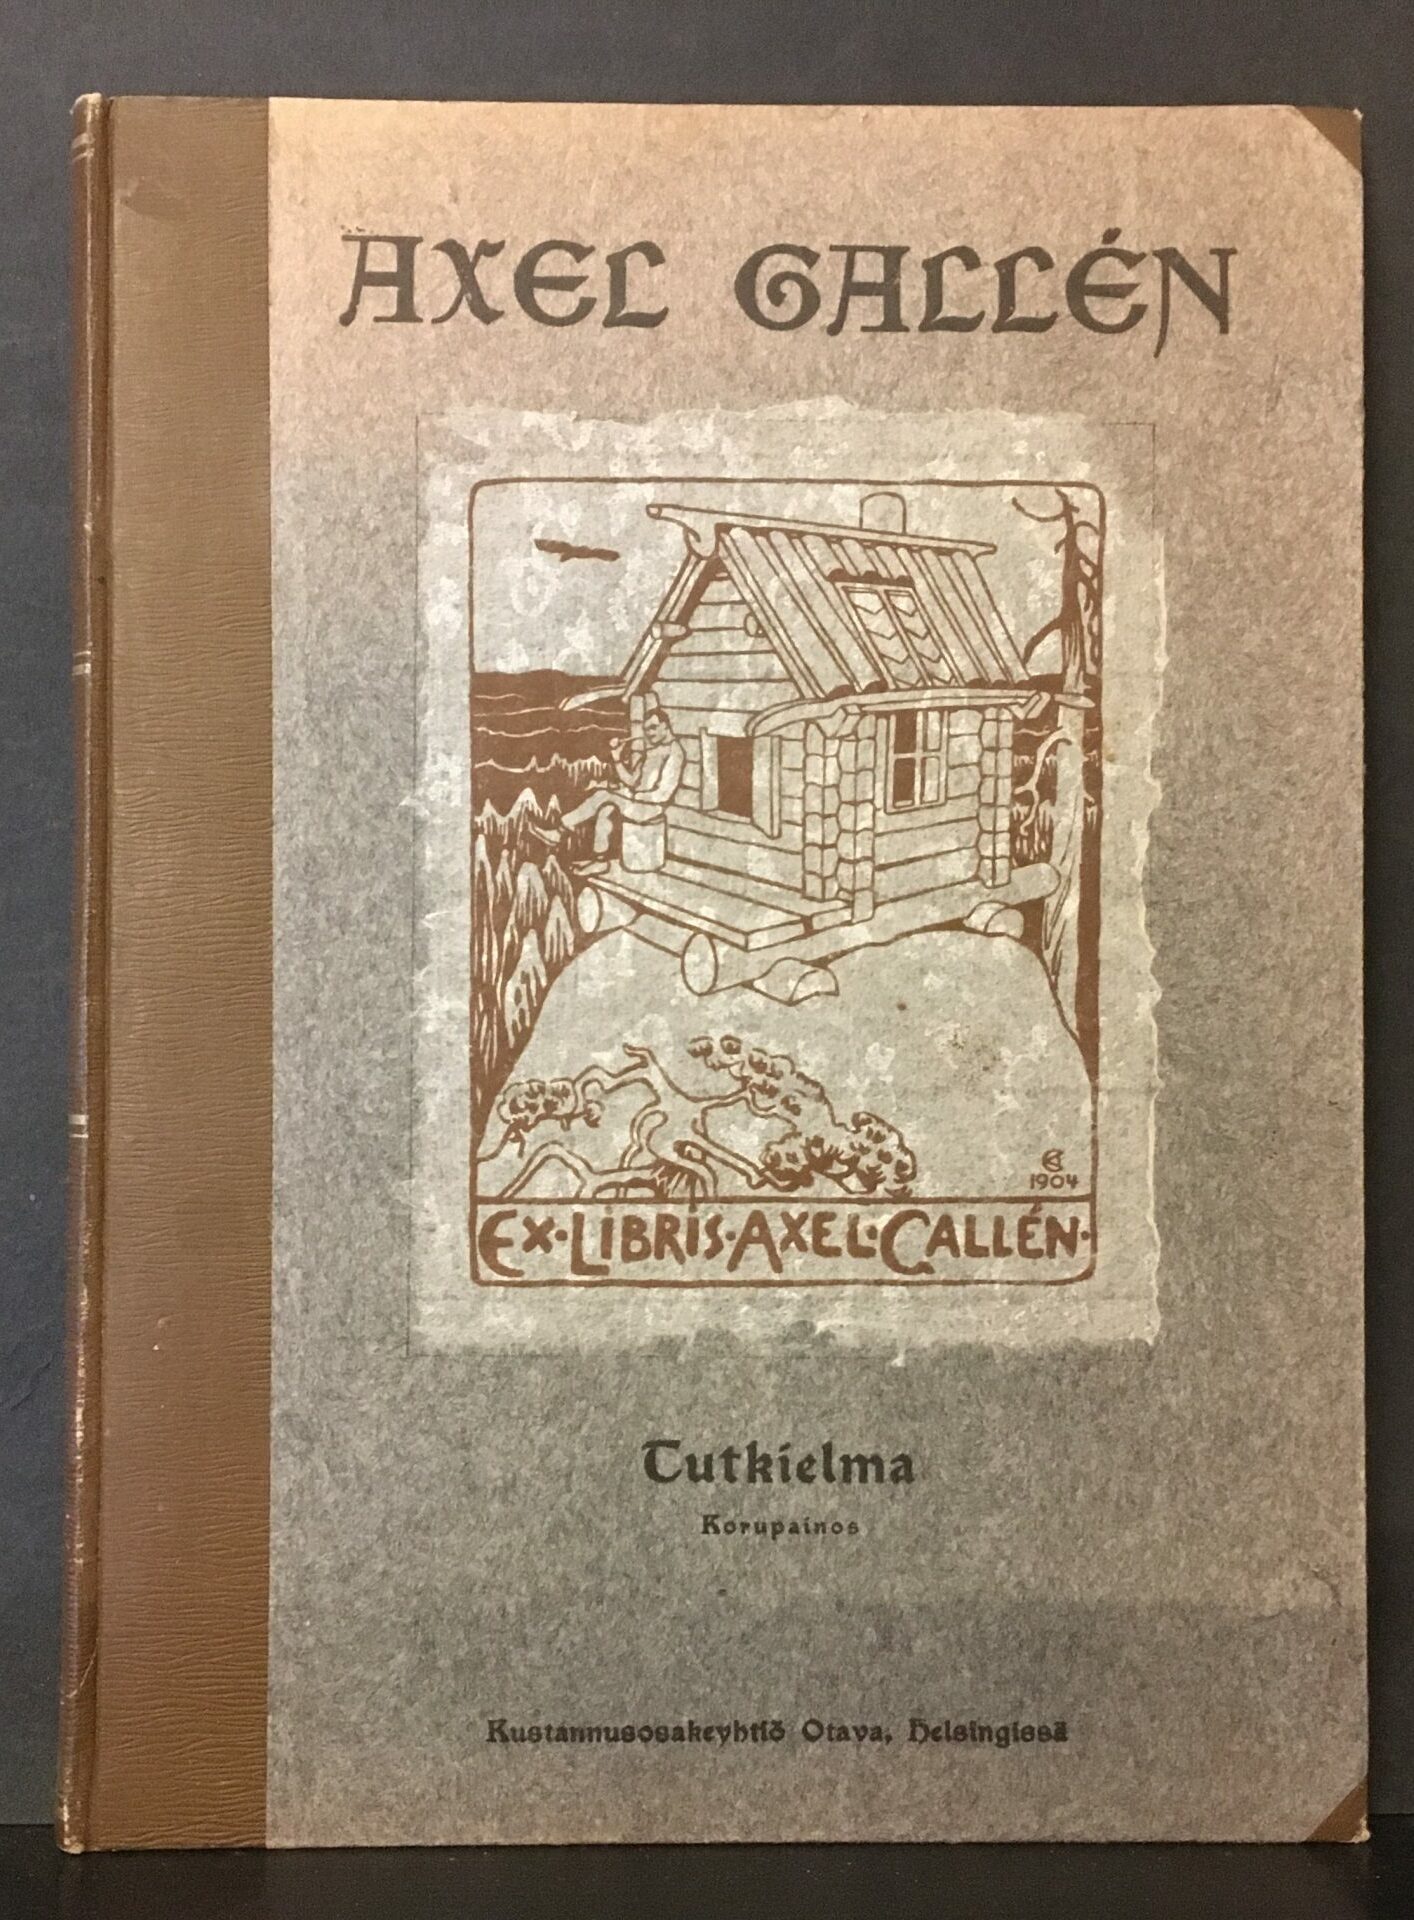 AXEL GALLÉN
1904
EX·LIBRIS·AXEL·GALLÉN·
Tutkielma
Korupainos
Kustannusosakeyhtiö Otava, Helsingissä